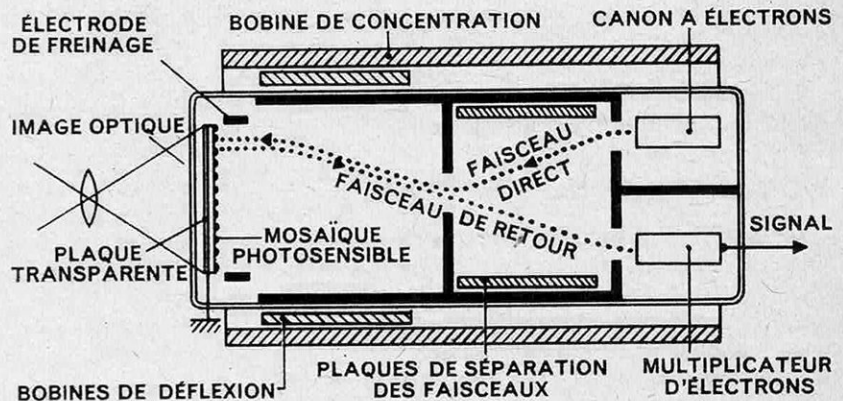 ÉLECTRODE
DE FREINAGE
BOBINE DE CONCENTRATION
CANON A ÉLECTRONS
IMAGE OPTIQUE
FAISCEAU
DIRECT
FAISCEAU DE RETOUR
SIGNAL
PLAQUE
TRANSPARENTE
MOSAÏQUE
PHOTOSENSIBLE
BOBINES DE DÉFLEXION
PLAQUES DE SÉPARATION
DES FAISCEAUX
MULTIPLICATEUR
D'ÉLECTRONS